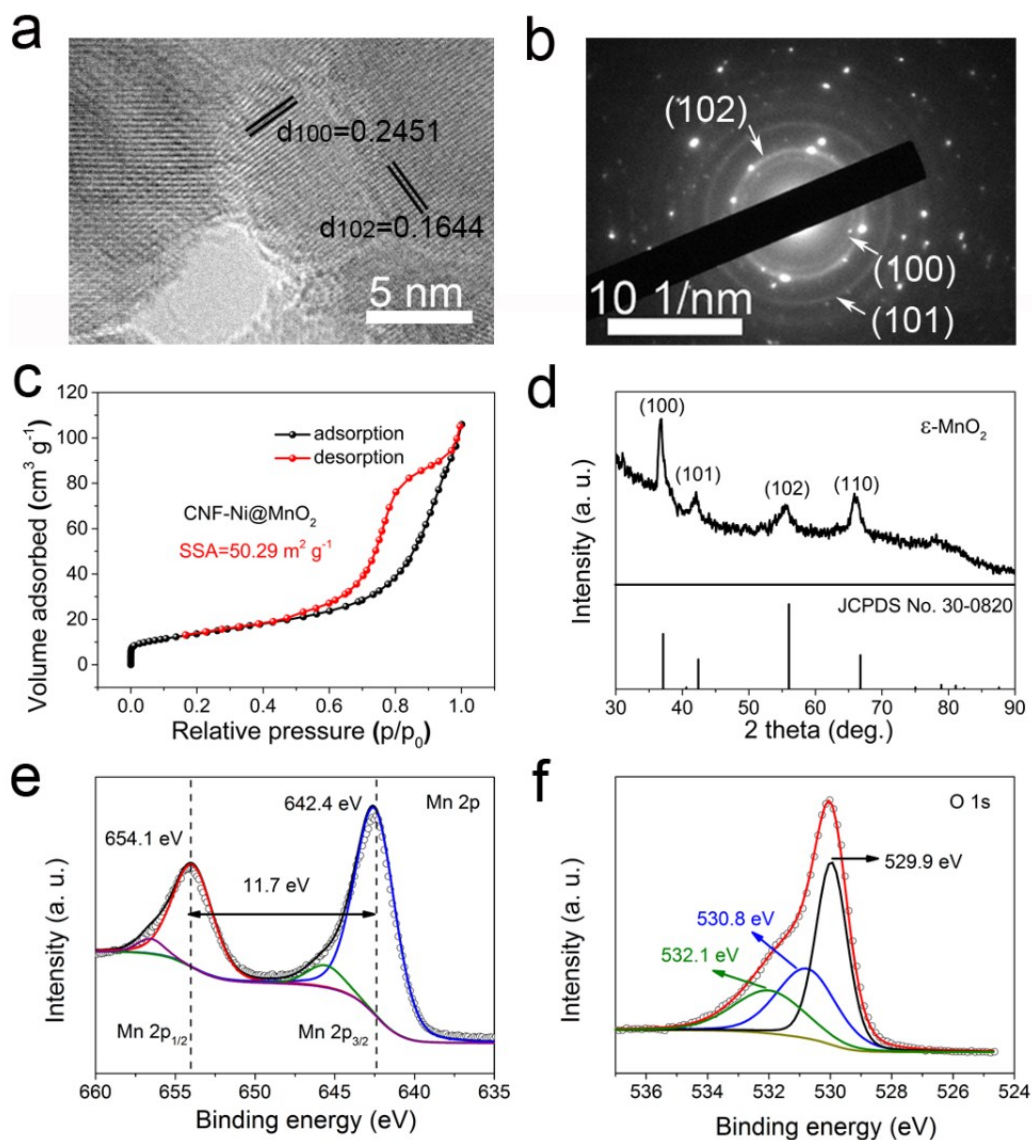 a
d100=0.2451
d102=0.1644
5 nm
b
(102)
(100)
(101)
10 1/nm
c
Volume adsorbed (cm³ g⁻¹)
120
100
80
60
40
20
0
adsorption
desorption
CNF-Ni@MnO₂
SSA=50.29 m² g⁻¹
0.0 0.2 0.4 0.6 0.8 1.0
Relative pressure (p/p₀)
d
Intensity (a. u.)
(100)
(101)
(102)
(110)
ε-MnO₂
JCPDS No. 30-0820
30 40 50 60 70 80 90
2 theta (deg.)
e
Intensity (a. u.)
642.4 eV
Mn 2p
654.1 eV
11.7 eV
Mn 2p₁/₂
Mn 2p₃/₂
660 655 650 645 640 635
Binding energy (eV)
f
Intensity (a. u.)
O 1s
529.9 eV
530.8 eV
532.1 eV
536 534 532 530 528 526 524
Binding energy (eV)